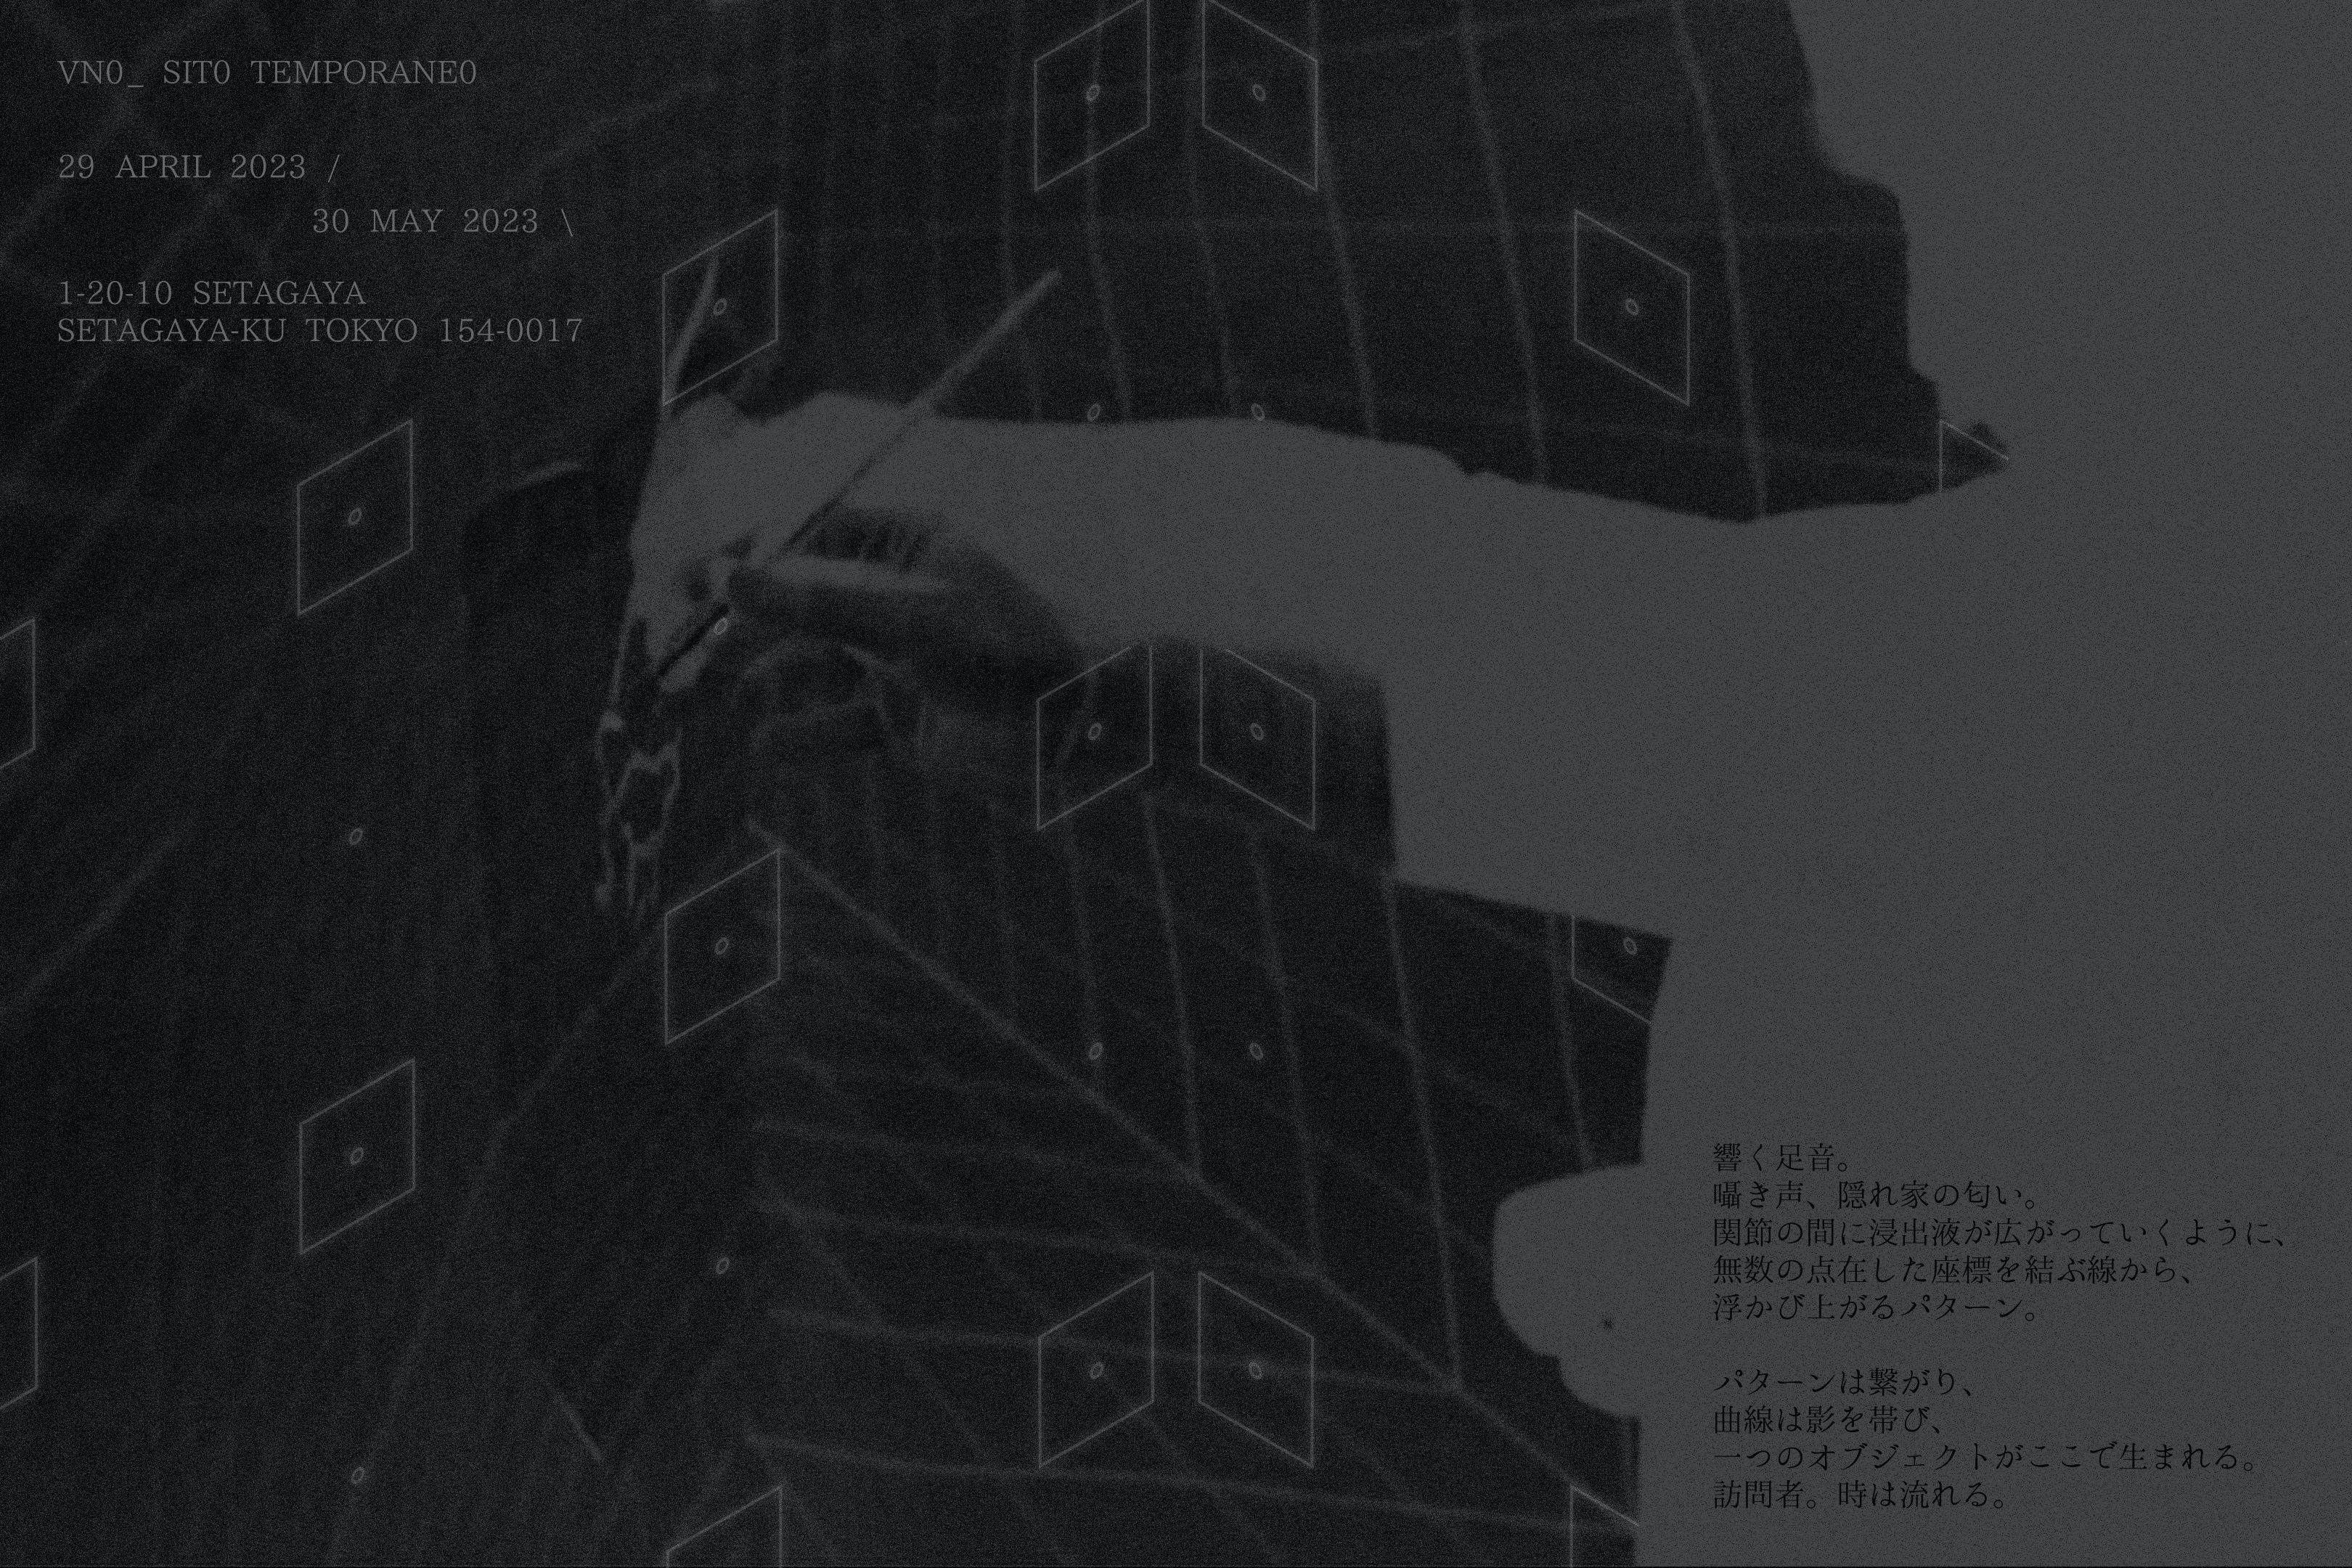 VN0_ SIT0 TEMPORANE0
29 APRIL 2023 /
30 MAY 2023 \
1-20-10 SETAGAYA
SETAGAYA-KU TOKYO 154-0017
響く足音。
囁き声、隠れ家の匂い。
関節の間に浸出液が広がっていくように、
無数の点在した座標を結ぶ線から、
浮かび上がるパターン。
パターンは繋がり、
曲線は影を帯び、
一つのオブジェクトがここで生まれる。
訪問者。時は流れる。